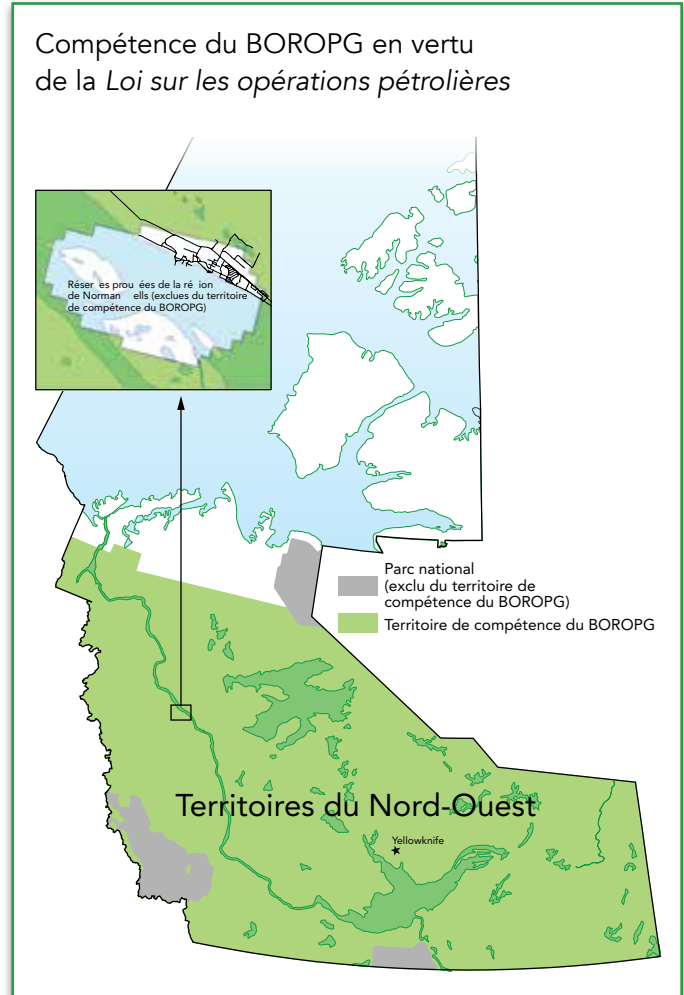 Compétence du BOROPG en vertu
de la Loi sur les opérations pétrolières
Réser es prou ées de la ré ion
de Norman ells (exclues du territoire
de compétence du BOROPG)
Parc national
(exclu du territoire de
compétence du BOROPG)
Territoire de compétence du BOROPG
Territoires du Nord-Ouest
Yellowknife